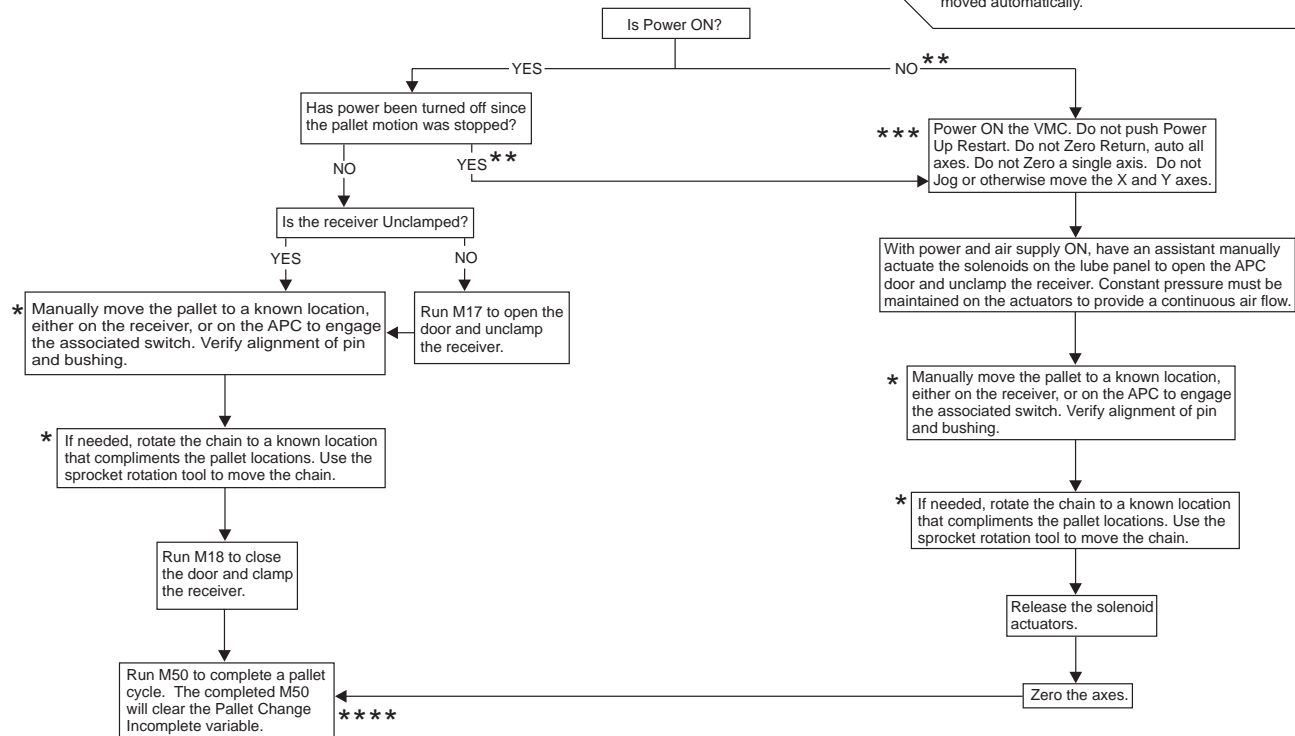 moved automatically.
Is Power ON?
YES
NO **
Has power been turned off since
the pallet motion was stopped?
NO
YES **
*** Power ON the VMC. Do not push Power
Up Restart. Do not Zero Return, auto all
axes. Do not Zero a single axis. Do not
Jog or otherwise move the X and Y axes.
Is the receiver Unclamped?
YES
NO
With power and air supply ON, have an assistant manually
actuate the solenoids on the lube panel to open the APC
door and unclamp the receiver. Constant pressure must be
maintained on the actuators to provide a continuous air flow.
* Manually move the pallet to a known location,
either on the receiver, or on the APC to engage
the associated switch. Verify alignment of pin
and bushing.
Run M17 to open the
door and unclamp
the receiver.
* Manually move the pallet to a known location,
either on the receiver, or on the APC to engage
the associated switch. Verify alignment of pin
and bushing.
* If needed, rotate the chain to a known location
that compliments the pallet locations. Use the
sprocket rotation tool to move the chain.
* If needed, rotate the chain to a known location
that compliments the pallet locations. Use the
sprocket rotation tool to move the chain.
Run M18 to close
the door and clamp
the receiver.
Release the solenoid
actuators.
Run M50 to complete a pallet
cycle. The completed M50
will clear the Pallet Change
Incomplete variable.
****
Zero the axes.